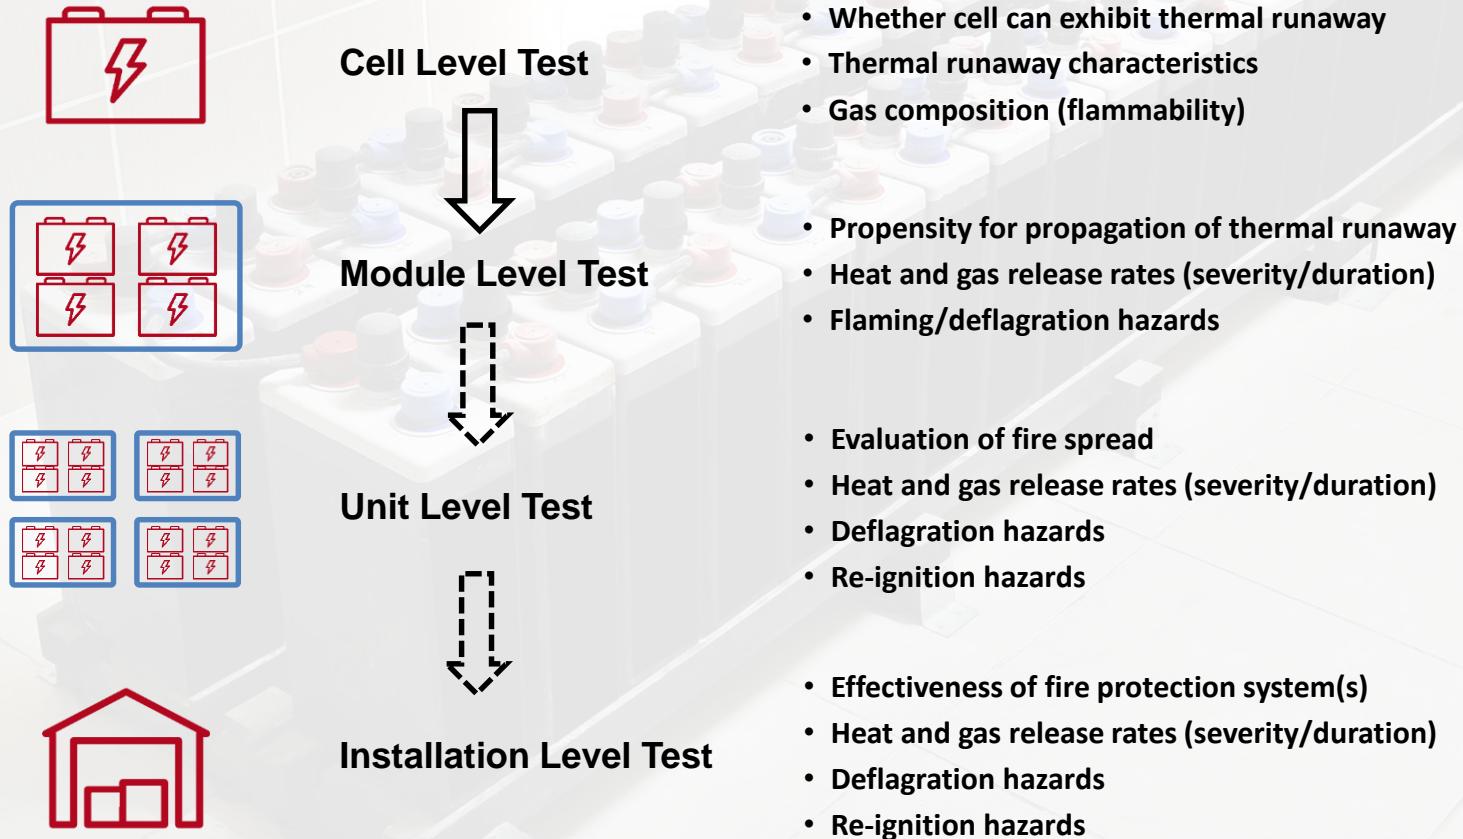 Cell Level Test
• Whether cell can exhibit thermal runaway
• Thermal runaway characteristics
• Gas composition (flammability)
Module Level Test
• Propensity for propagation of thermal runaway
• Heat and gas release rates (severity/duration)
• Flaming/deflagration hazards
Unit Level Test
• Evaluation of fire spread
• Heat and gas release rates (severity/duration)
• Deflagration hazards
• Re-ignition hazards
Installation Level Test
• Effectiveness of fire protection system(s)
• Heat and gas release rates (severity/duration)
• Deflagration hazards
• Re-ignition hazards